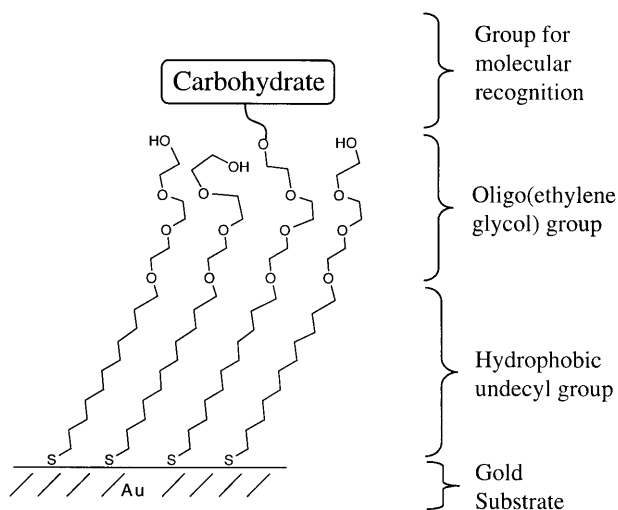 Group for
molecular
recognition
Carbohydrate
HO
OH
O
HO
O
O
O
O
Oligo(ethylene
glycol) group
O
O
O
O
O
O
O
O
Hydrophobic
undecyl group
S
S
S
S
Au
Gold
Substrate